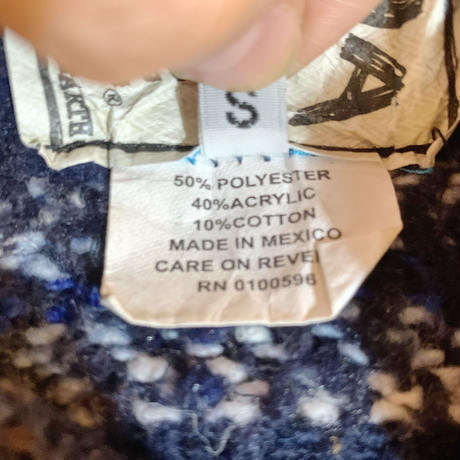 S
50% POLYESTER
40%ACRYLIC
10%COTTON
MADE IN MEXICO
CARE ON REVE
RN 0100596